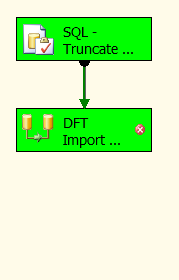 SQL -
Truncate ...
DFT
Import ...